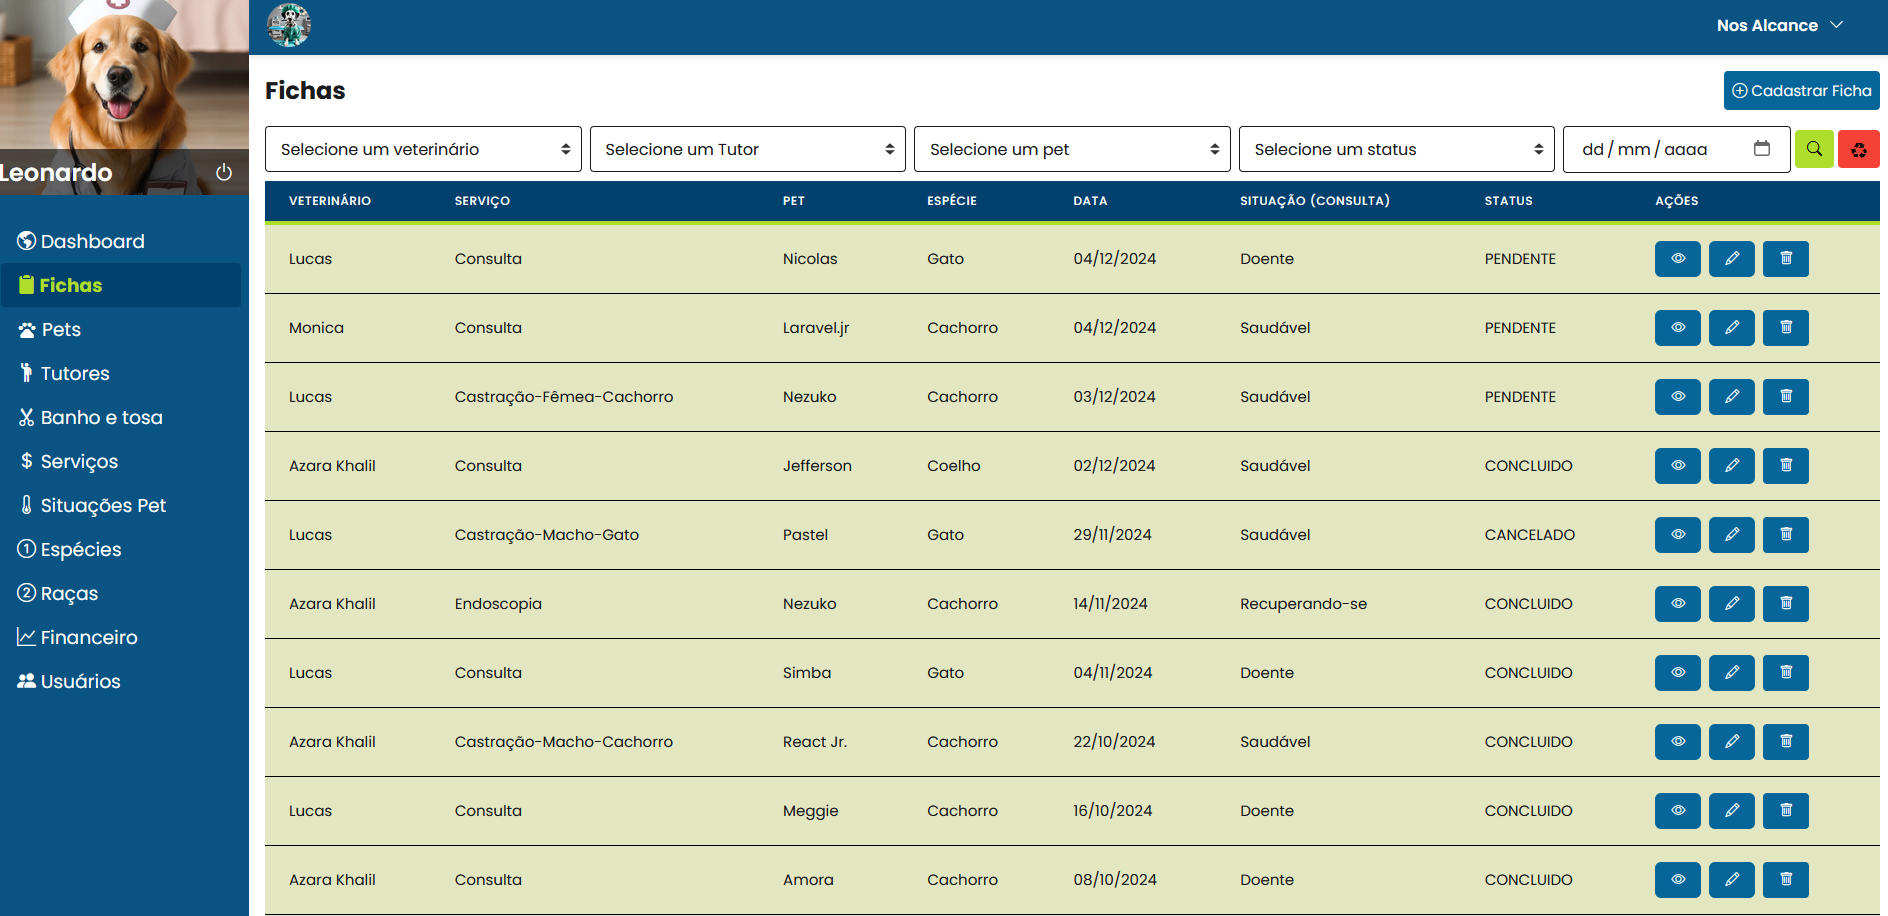 Nos Alcance
Leonardo
Dashboard
Fichas
Pets
Tutores
Banho e tosa
$ Serviços
Situações Pet
1 Espécies
2 Raças
Financeiro
Usuários
Fichas
Cadastrar Ficha
Selecione um veterinário Selecione um Tutor Selecione um pet Selecione um status dd/mm/aaaa
VETERINÁRIO SERVIÇO PET ESPÉCIE DATA SITUAÇÃO (CONSULTA) STATUS AÇÕES
Lucas Consulta Nicolas Gato 04/12/2024 Doente PENDENTE
Monica Consulta Laravel.jr Cachorro 04/12/2024 Saudável PENDENTE
Lucas Castração-Fêmea-Cachorro Nezuko Cachorro 03/12/2024 Saudável PENDENTE
Azara Khalil Consulta Jefferson Coelho 02/12/2024 Saudável CONCLUIDO
Lucas Castração-Macho-Gato Pastel Gato 29/11/2024 Saudável CANCELADO
Azara Khalil Endoscopia Nezuko Cachorro 14/11/2024 Recuperando-se CONCLUIDO
Lucas Consulta Simba Gato 04/11/2024 Doente CONCLUIDO
Azara Khalil Castração-Macho-Cachorro React Jr. Cachorro 22/10/2024 Saudável CONCLUIDO
Lucas Consulta Meggie Cachorro 16/10/2024 Doente CONCLUIDO
Azara Khalil Consulta Amora Cachorro 08/10/2024 Doente CONCLUIDO